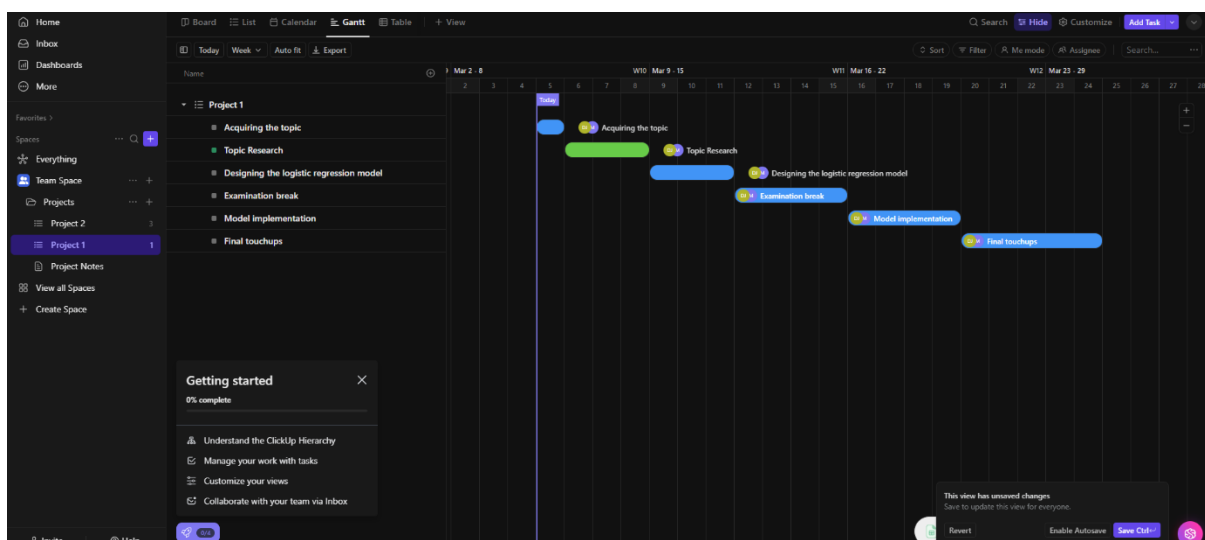 Home
Inbox
Dashboards
More
Favorites >
Spaces
Everything
Team Space
Projects
Project 2 3
Project 1 1
Project Notes
View all Spaces
+ Create Space
Invite Help
Board List Calendar Gantt Table + View
Search Hide Customize Add Task
Today Week Auto fit Export
Sort Filter Me mode Assignee Search...
Name
Mar 2 - 8 W10 Mar 9 - 15 W11 Mar 16 - 22 W12 Mar 23 - 29
2 3 4 5 6 7 8 9 10 11 12 13 14 15 16 17 18 19 20 21 22 23 24 25 26 27 28
Today
Project 1
Acquiring the topic Acquiring the topic
Topic Research Topic Research
Designing the logistic regression model Designing the logistic regression model
Examination break Examination break
Model implementation Model implementation
Final touchups Final touchups
Getting started
0% complete
Understand the ClickUp Hierarchy
Manage your work with tasks
Customize your views
Collaborate with your team via Inbox
0/4
This view has unsaved changes
Save to update this view for everyone.
Revert Enable Autosave Save Ctrl↵